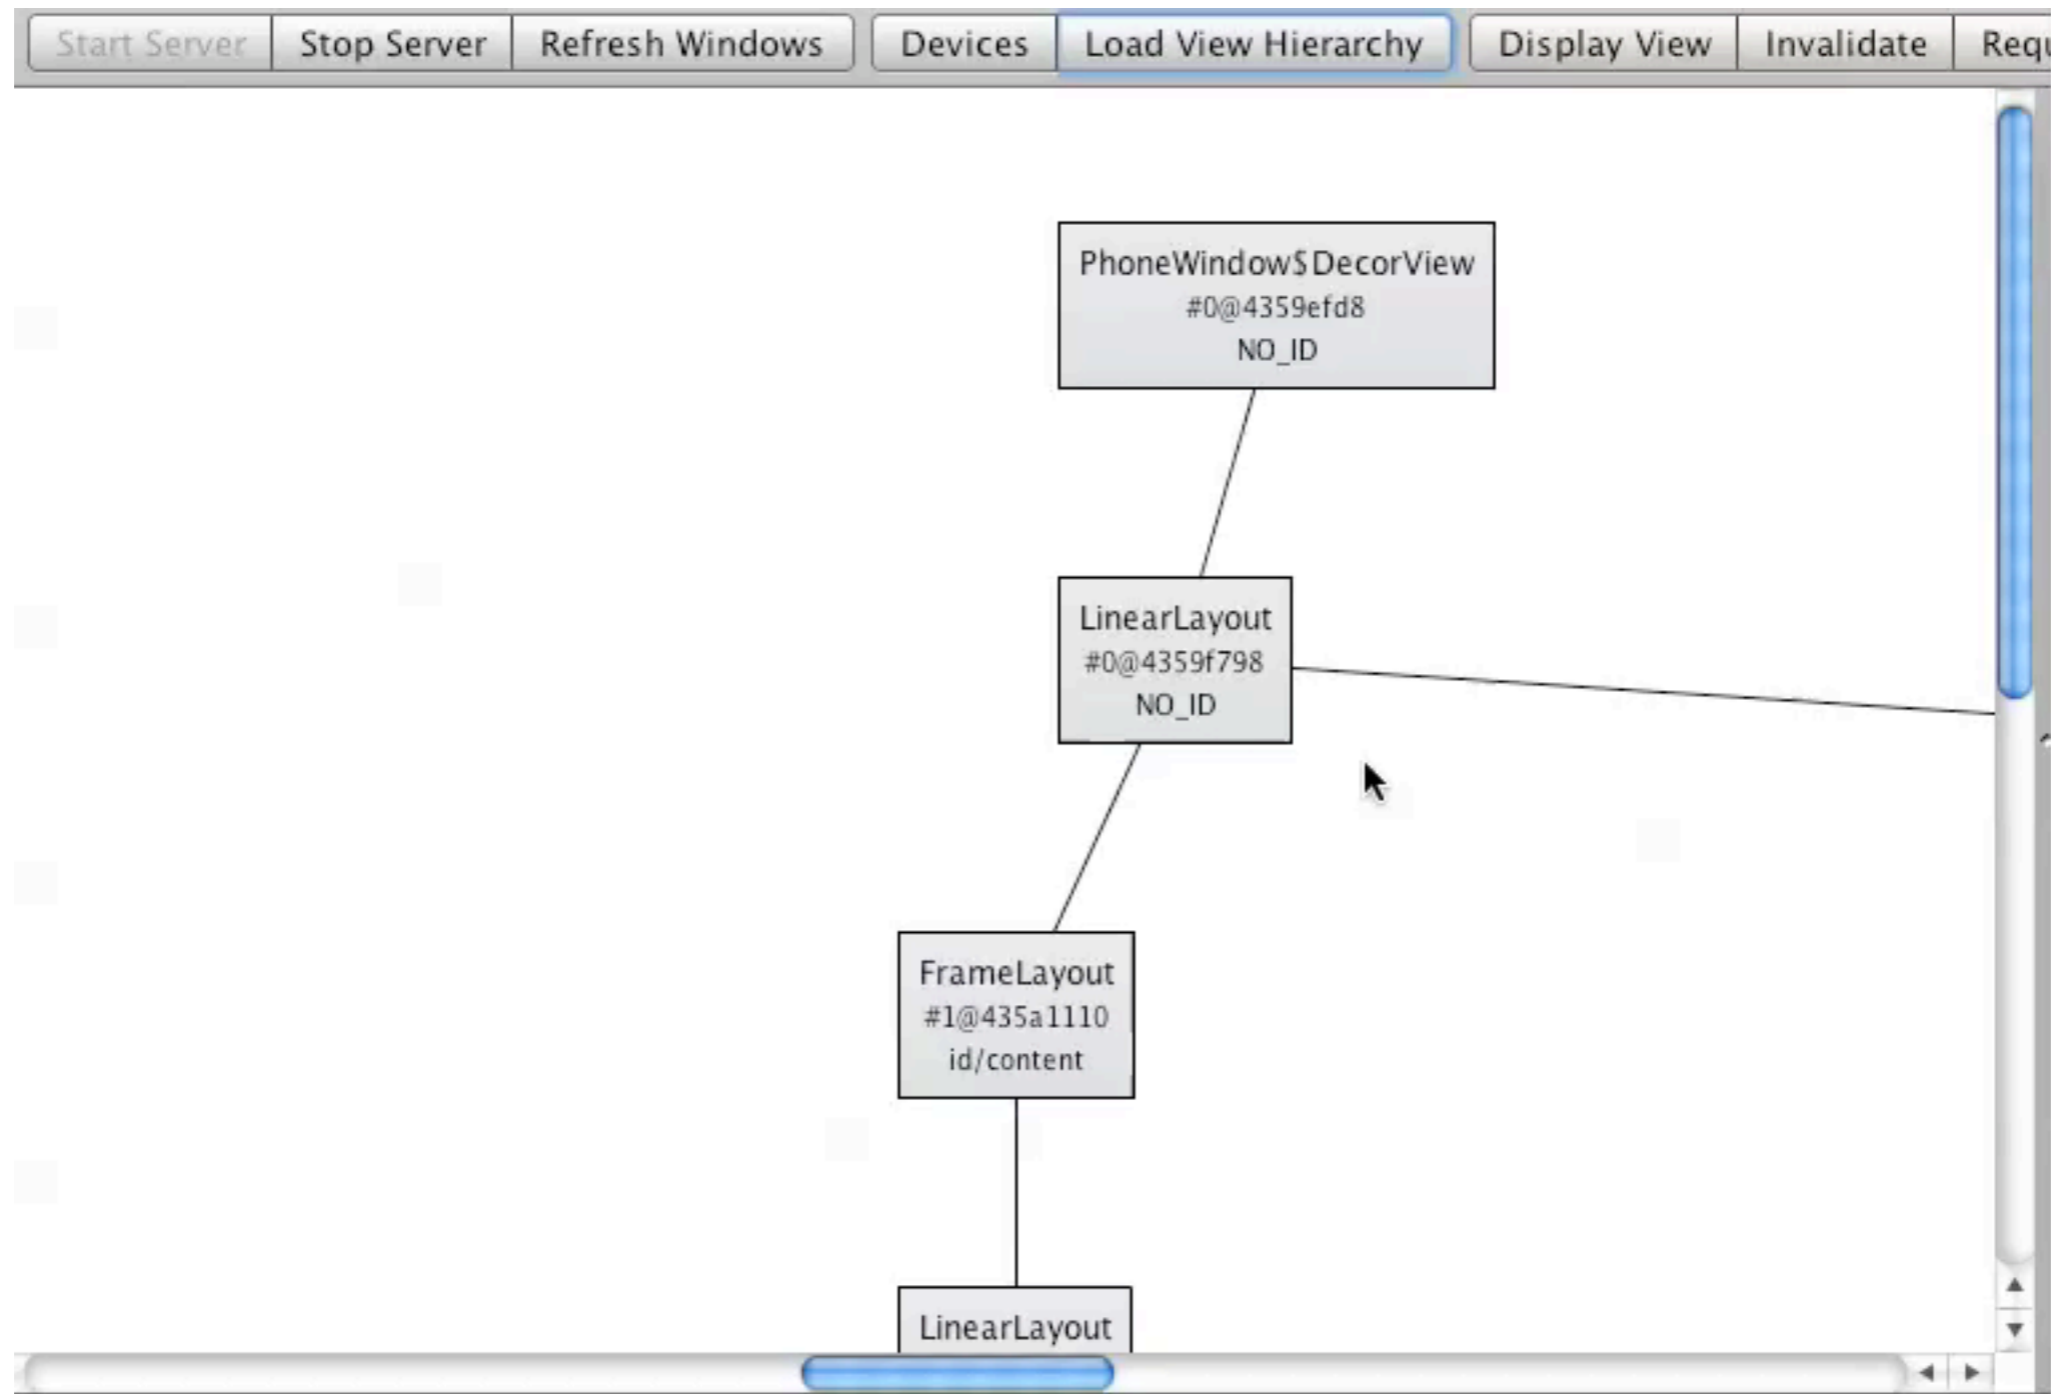 Start Server Stop Server Refresh Windows Devices Load View Hierarchy Display View Invalidate
PhoneWindow$DecorView
#0@4359efd8
NO_ID
LinearLayout
#0@4359f798
NO_ID
FrameLayout
#1@435a1110
id/content
LinearLayout